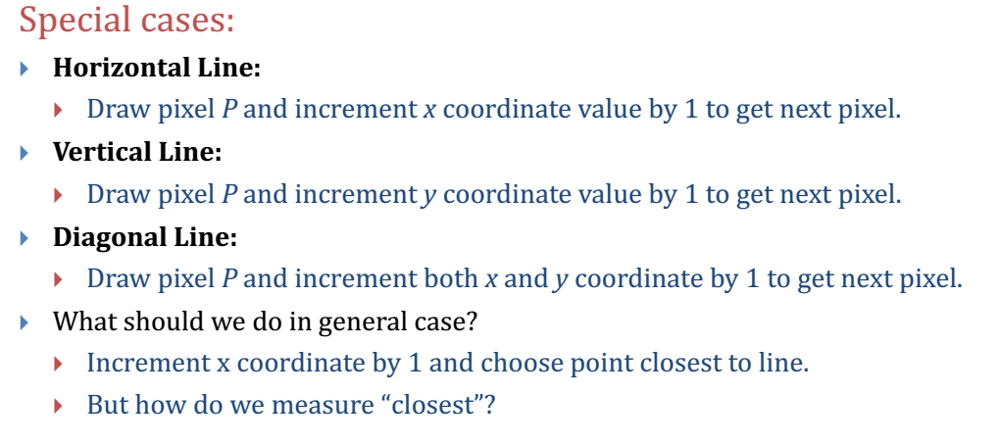 Special cases:
Horizontal Line:
Draw pixel P and increment x coordinate value by 1 to get next pixel.
Vertical Line:
Draw pixel P and increment y coordinate value by 1 to get next pixel.
Diagonal Line:
Draw pixel P and increment both x and y coordinate by 1 to get next pixel.
What should we do in general case?
Increment x coordinate by 1 and choose point closest to line.
But how do we measure “closest”?